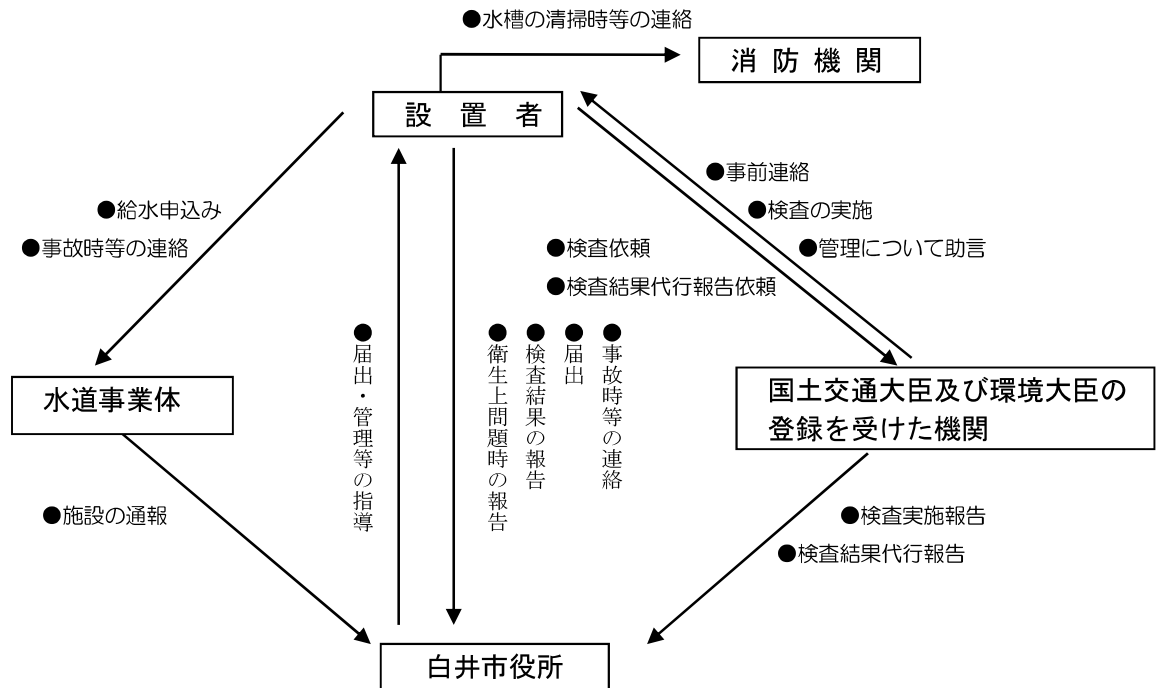 ●水槽の清掃時等の連絡
消防機関
設置者
●事前連絡
●検査の実施
●管理について助言
●給水申込み
●事故時等の連絡
●検査依頼
●検査結果代行報告依頼
●事故時等の連絡
●届出
●検査結果の報告
●衛生上問題時の報告
●届出・管理等の指導
水道事業体
国土交通大臣及び環境大臣の
登録を受けた機関
●施設の通報
●検査実施報告
●検査結果代行報告
白井市役所